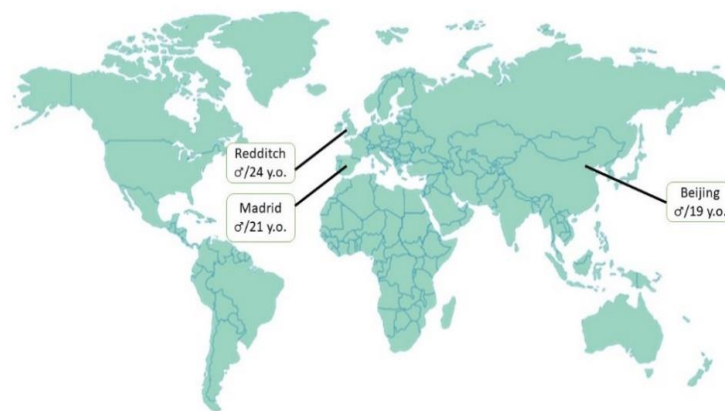 Redditch
♂/24 y.o.
Madrid
♂/21 y.o.
Beijing
♂/19 y.o.